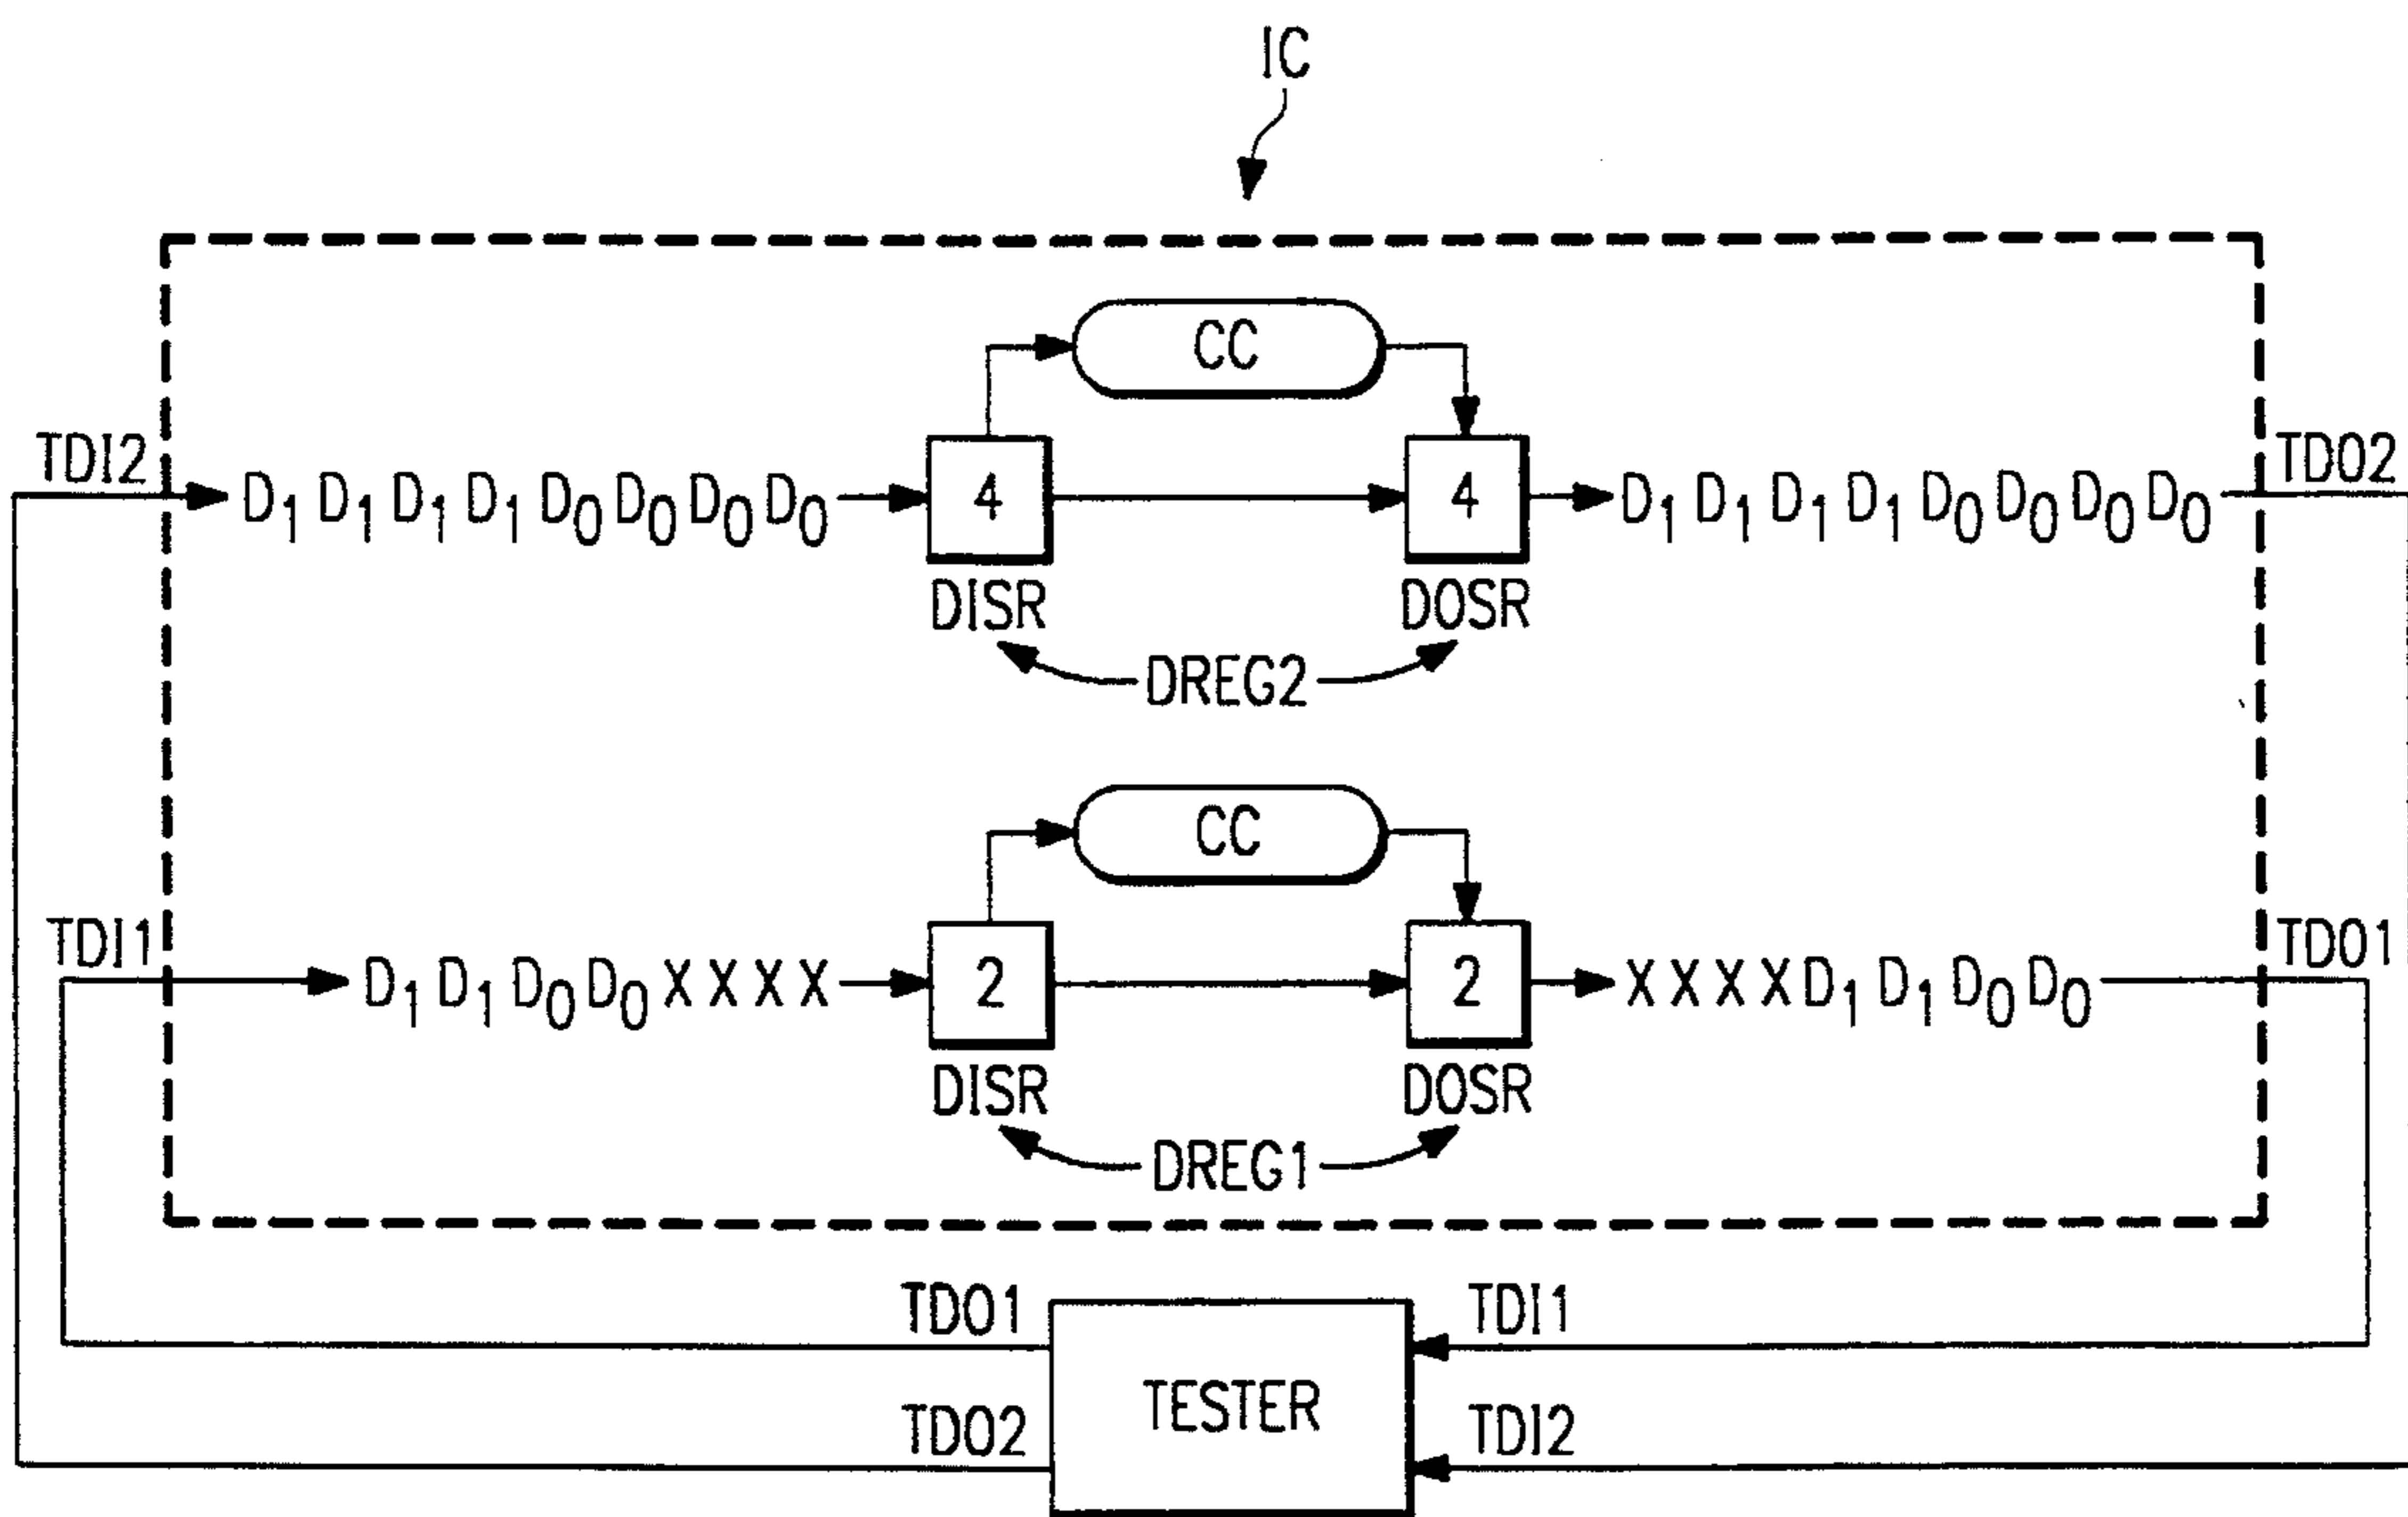 IC
CC
TDI2
D₁ D₁ D₁ D₁ D₀ D₀ D₀ D₀
4
4
D₁ D₁ D₁ D₁ D₀ D₀ D₀ D₀
TDO2
DISR
DOSR
DREG2
CC
TDI1
D₁ D₁ D₀ D₀ X X X X
2
2
X X X X D₁ D₁ D₀ D₀
TDO1
DISR
DOSR
DREG1
TDO1
TDI1
TESTER
TDO2
TDI2